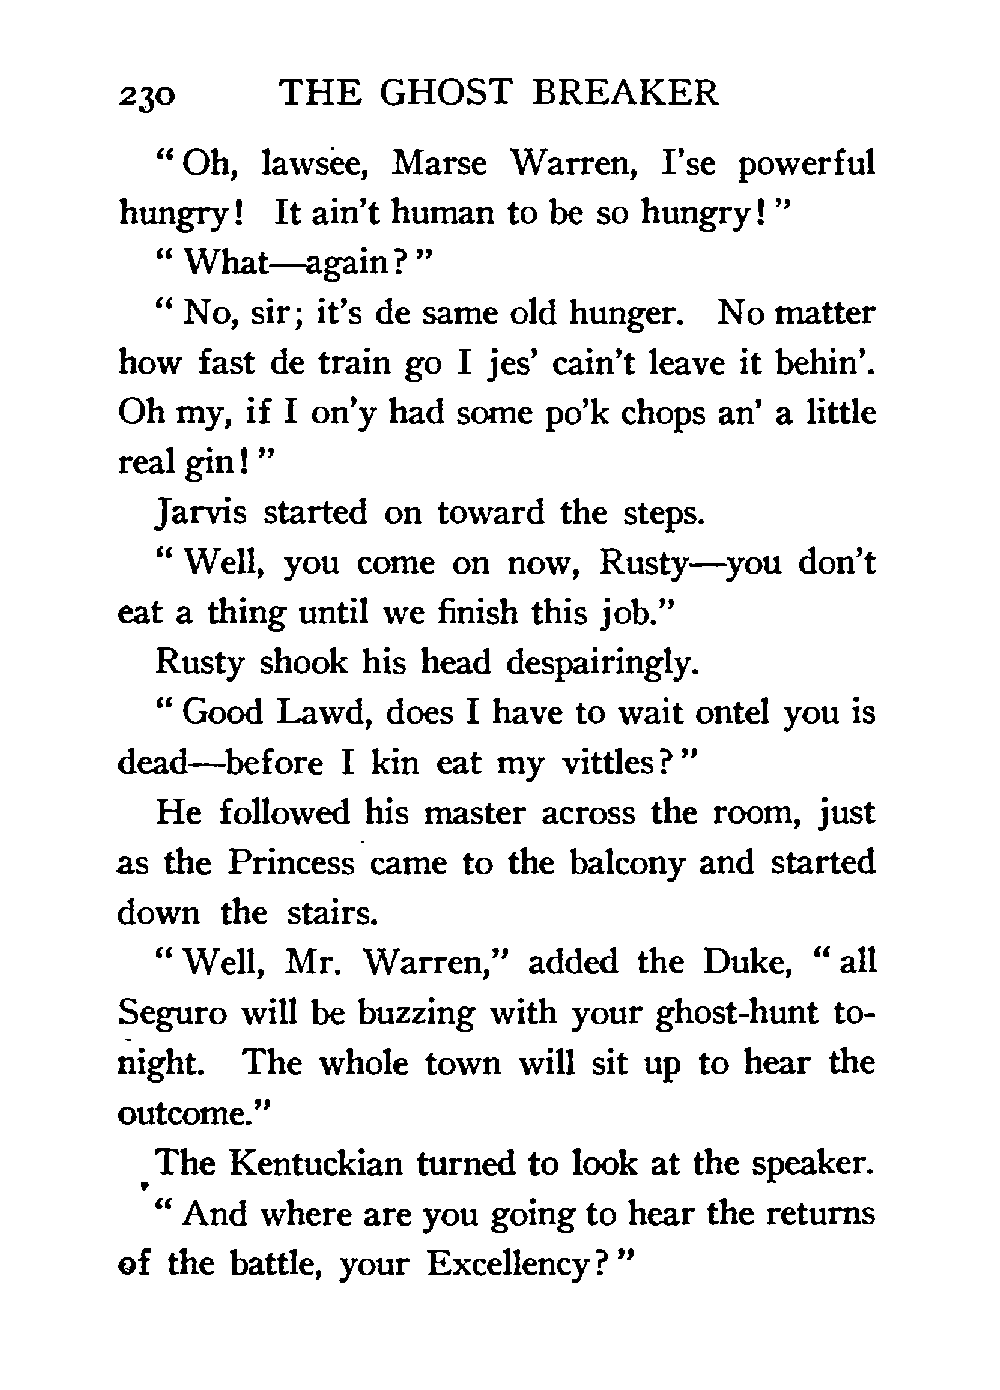 230 THE GHOST BREAKER
“ Oh, lawsee, Marse Warren, I’se powerful
hungry! It ain’t human to be so hungry! ”
“ What—again? ”
“ No, sir; it’s de same old hunger. No matter
how fast de train go I jes’ cain’t leave it behin’.
Oh my, if I on’y had some po’k chops an’ a little
real gin! ”
Jarvis started on toward the steps.
“ Well, you come on now, Rusty—you don’t
eat a thing until we finish this job.”
Rusty shook his head despairingly.
“ Good Lawd, does I have to wait ontel you is
dead—before I kin eat my vittles? ”
He followed his master across the room, just
as the Princess came to the balcony and started
down the stairs.
“ Well, Mr. Warren,” added the Duke, “ all
Seguro will be buzzing with your ghost-hunt to-
night. The whole town will sit up to hear the
outcome.”
The Kentuckian turned to look at the speaker.
“ And where are you going to hear the returns
of the battle, your Excellency? ”